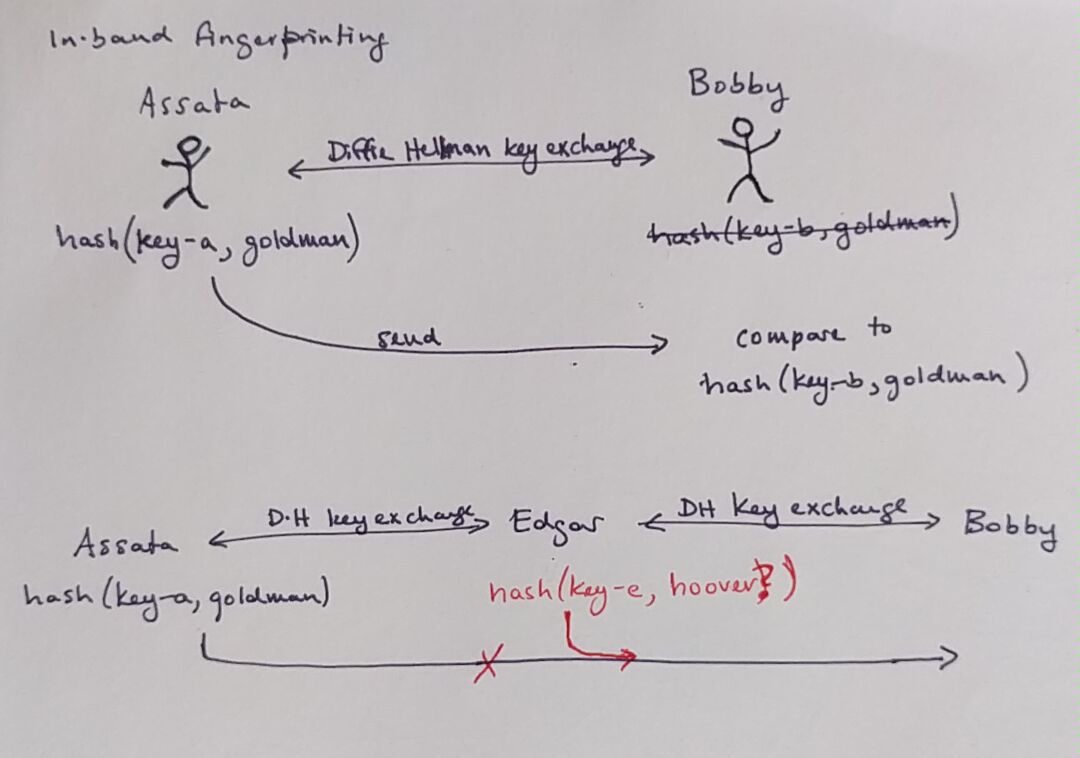 In-band fingerprinting
Assata
Bobby
Diffie Hellman key exchange
hash(key-a, goldman)
hash(key-b, goldman)
send
compare to
hash(key-b, goldman)
Assata
D-H key exchange
Edgar
DH Key exchange
Bobby
hash(key-a, goldman)
hash(key-e, hoover?)